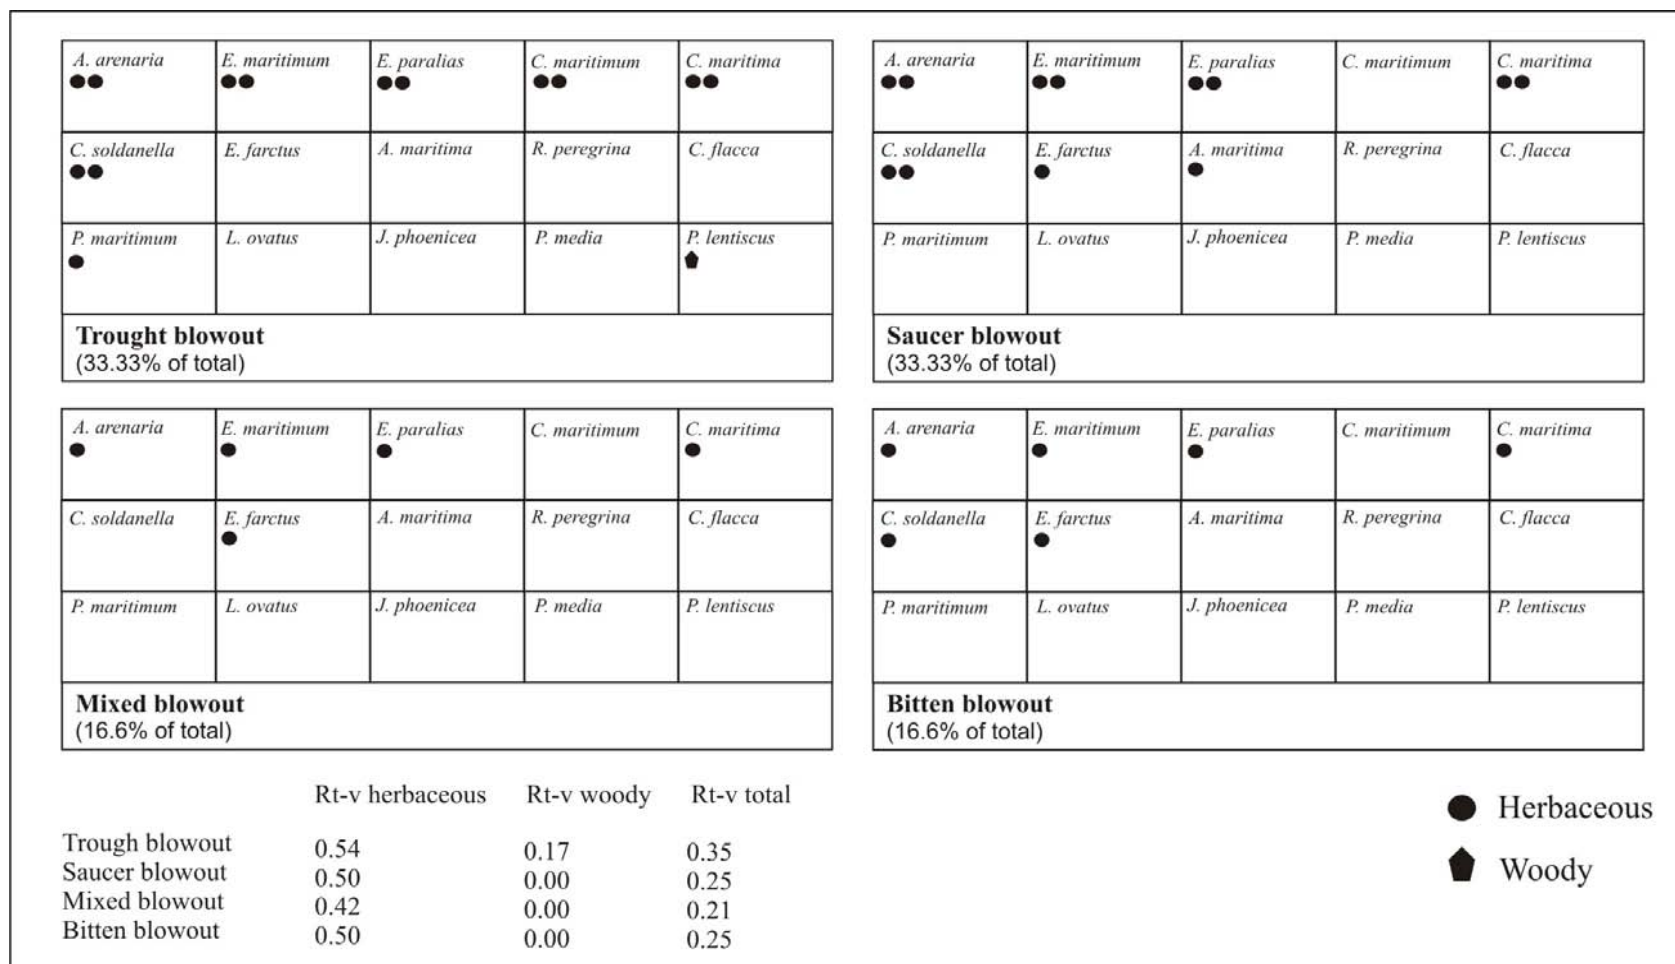 A. arenaria E. maritimum E. paralias C. maritimum C. maritima
C. soldanella E. farctus A. maritima R. peregrina C. flacca
P. maritimum L. ovatus J. phoenicea P. media P. lentiscus
Trought blowout
(33.33% of total)
A. arenaria E. maritimum E. paralias C. maritimum C. maritima
C. soldanella E. farctus A. maritima R. peregrina C. flacca
P. maritimum L. ovatus J. phoenicea P. media P. lentiscus
Saucer blowout
(33.33% of total)
A. arenaria E. maritimum E. paralias C. maritimum C. maritima
C. soldanella E. farctus A. maritima R. peregrina C. flacca
P. maritimum L. ovatus J. phoenicea P. media P. lentiscus
Mixed blowout
(16.6% of total)
A. arenaria E. maritimum E. paralias C. maritimum C. maritima
C. soldanella E. farctus A. maritima R. peregrina C. flacca
P. maritimum L. ovatus J. phoenicea P. media P. lentiscus
Bitten blowout
(16.6% of total)
Rt-v herbaceous Rt-v woody Rt-v total
Trough blowout 0.54 0.17 0.35
Saucer blowout 0.50 0.00 0.25
Mixed blowout 0.42 0.00 0.21
Bitten blowout 0.50 0.00 0.25
Herbaceous
Woody